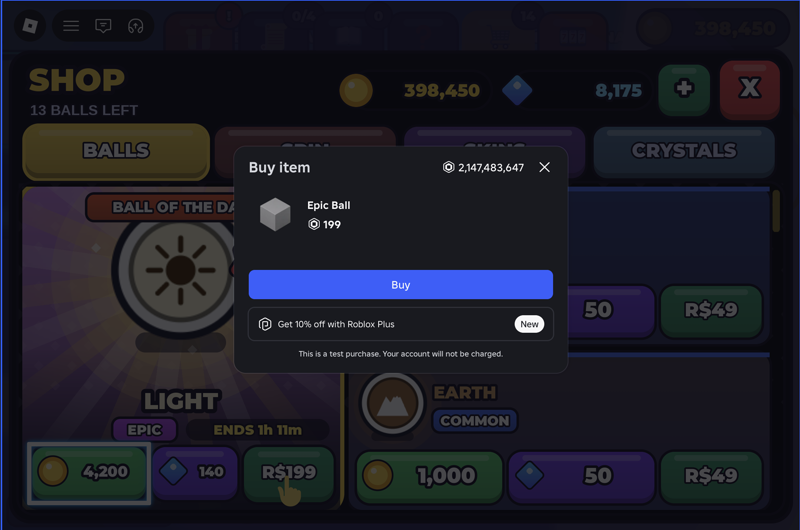 398,450
SHOP
13 BALLS LEFT
398,450
8,175
+
X
BALLS
SPIN
SKINS
CRYSTALS
BALL OF THE DA
Buy item
2,147,483,647
Epic Ball
199
Buy
Get 10% off with Roblox Plus
New
This is a test purchase. Your account will not be charged.
50
R$49
LIGHT
EPIC
ENDS 1h 11m
4,200
140
R$199
EARTH
COMMON
1,000
50
R$49